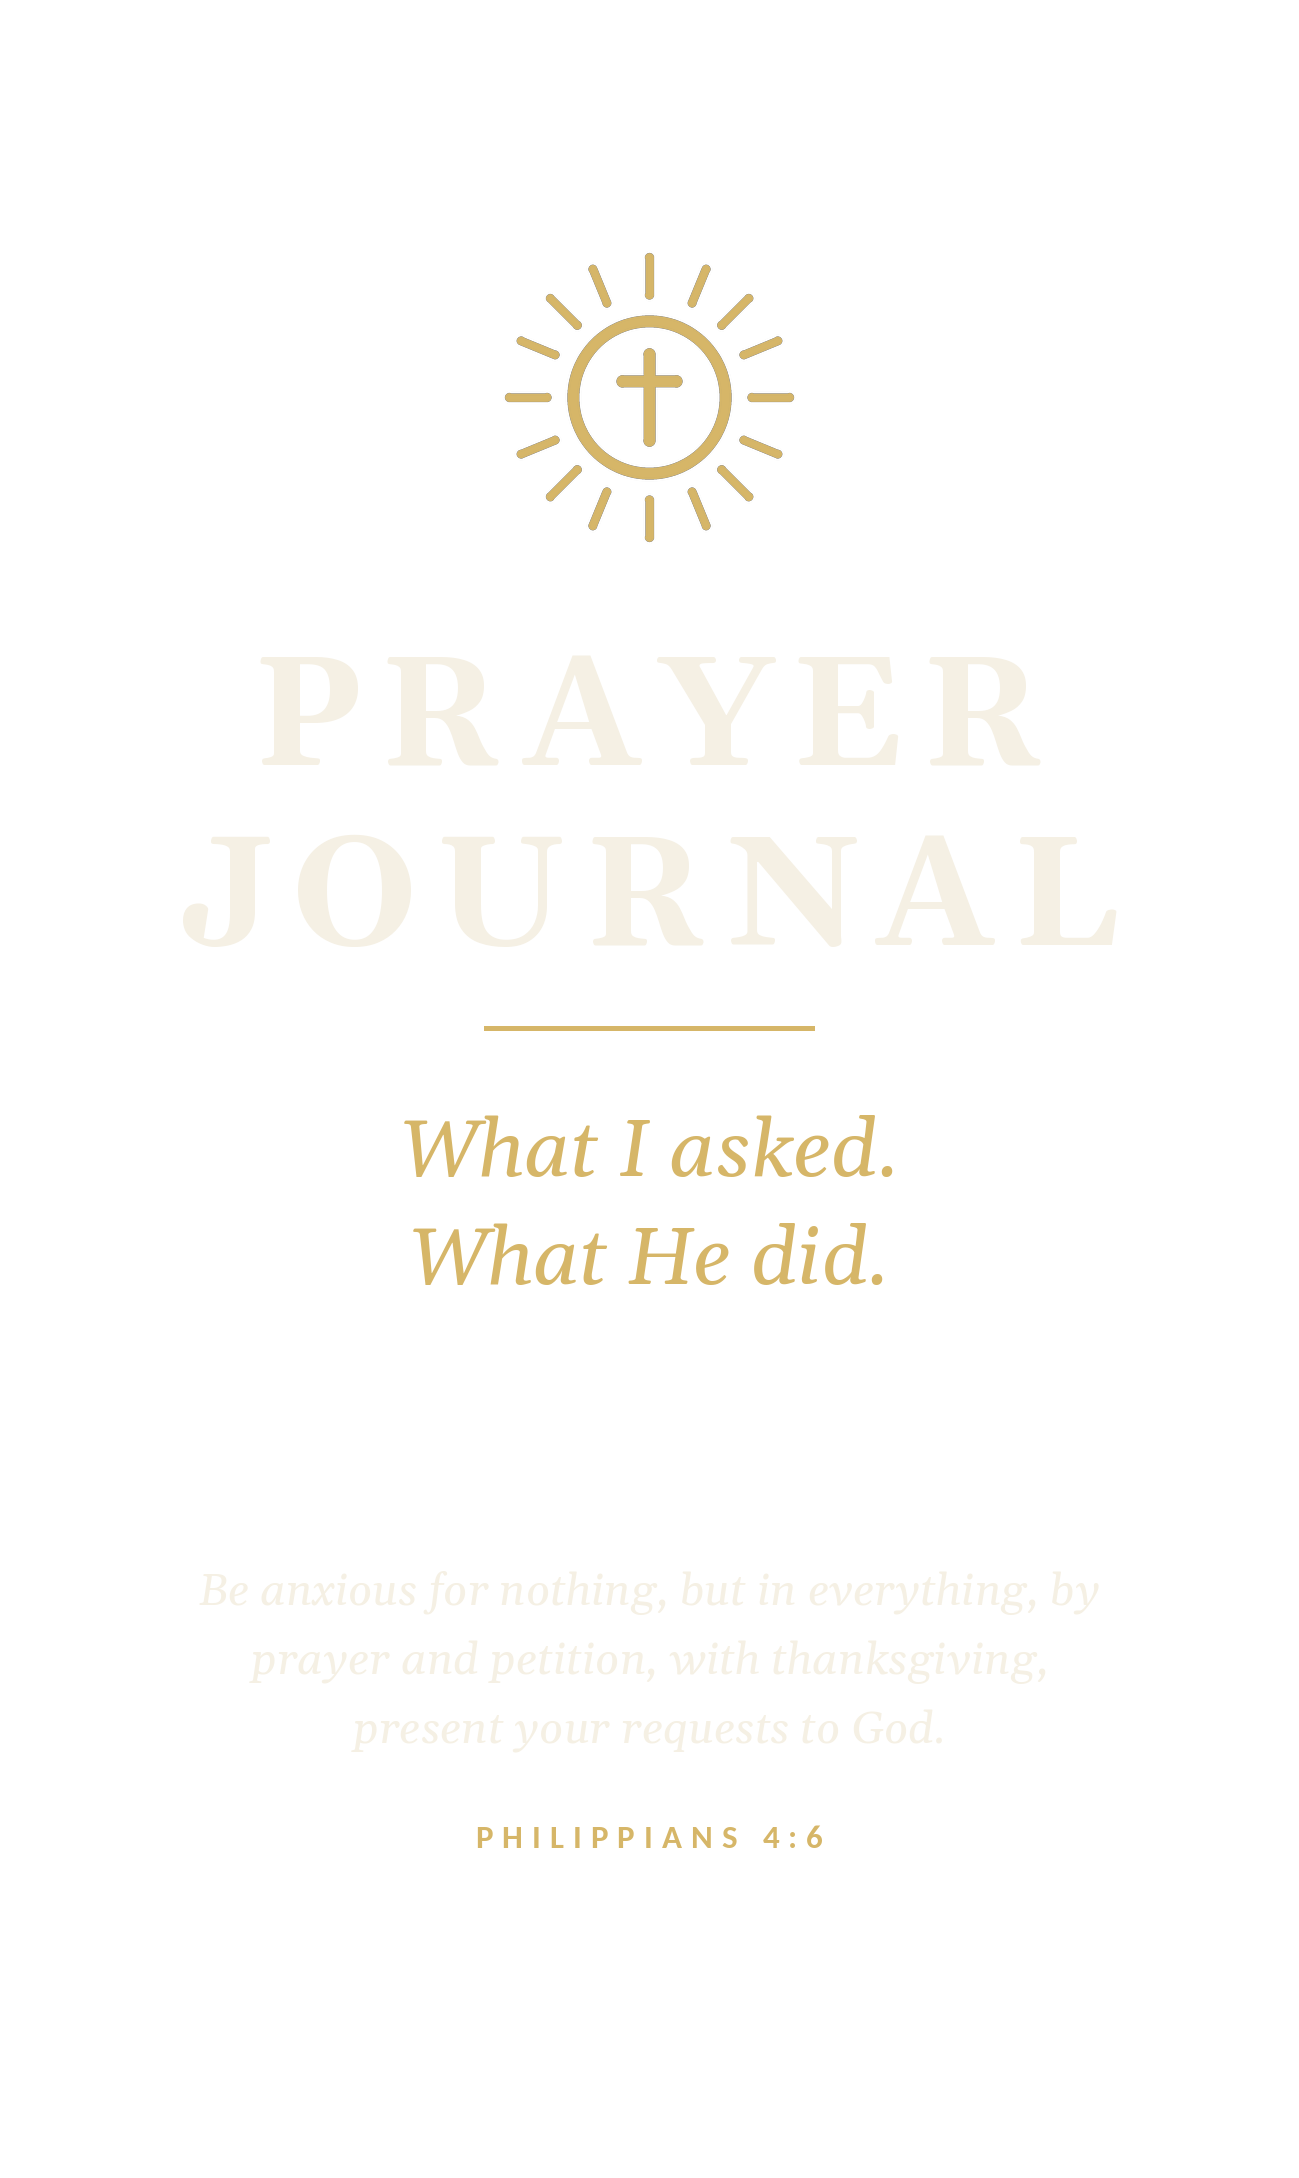 PRAYER
JOURNAL
What I asked.
What He did.
Be anxious for nothing, but in everything, by
prayer and petition, with thanksgiving,
present your requests to God.
PHILIPPIANS 4:6